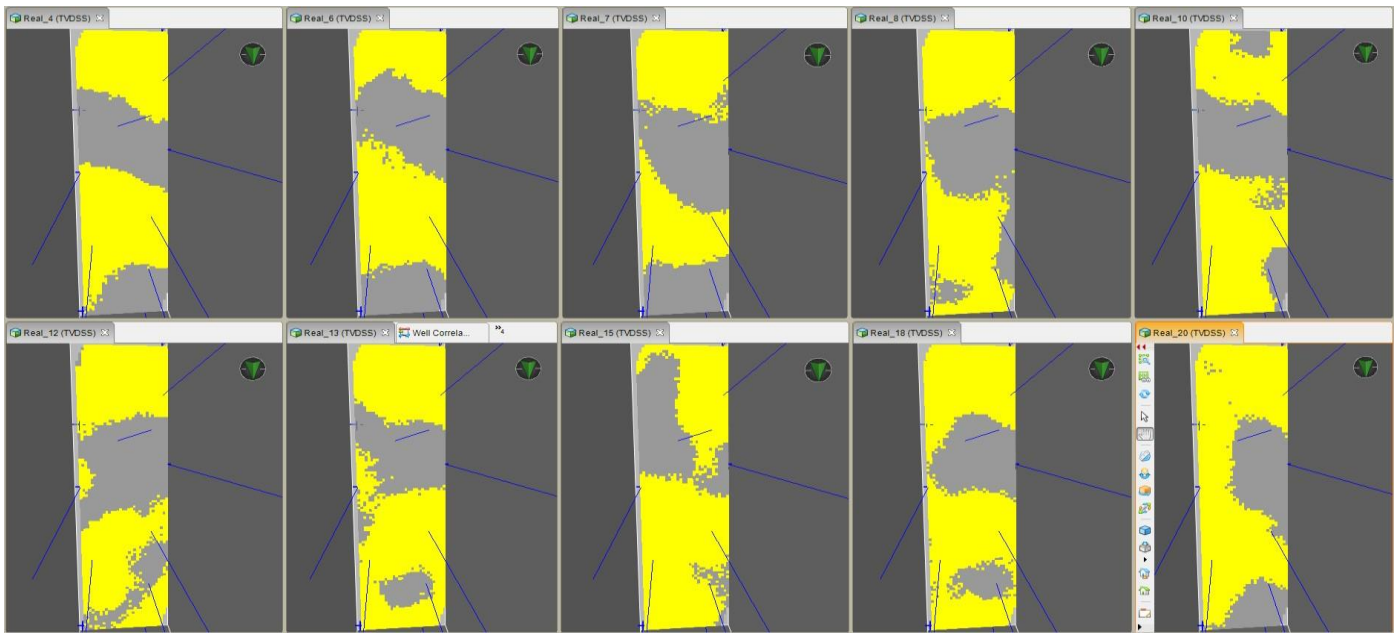 Real_4 (TVDSS)
Real_6 (TVDSS)
Real_7 (TVDSS)
Real_8 (TVDSS)
Real_10 (TVDSS)
Real_12 (TVDSS)
Real_13 (TVDSS)
Well Correla...
4
Real_15 (TVDSS)
Real_18 (TVDSS)
Real_20 (TVDSS)